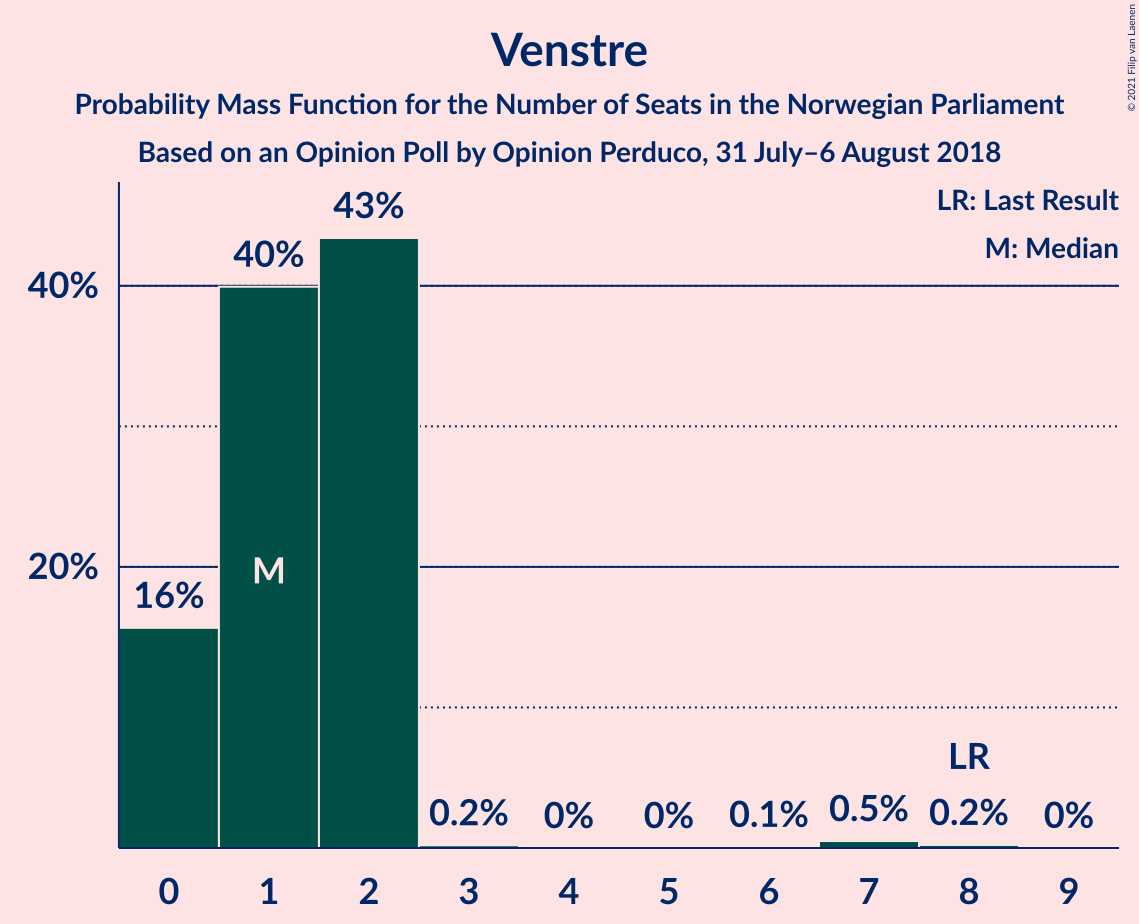 Venstre
Probability Mass Function for the Number of Seats in the Norwegian Parliament
Based on an Opinion Poll by Opinion Perduco, 31 July–6 August 2018
© 2021 Filip van Laenen
LR: Last Result
M: Median
43%
40%
40%
M
20%
16%
LR
0.2%
0%
0%
0.1%
0.5%
0.2%
0%
0
1
2
3
4
5
6
7
8
9